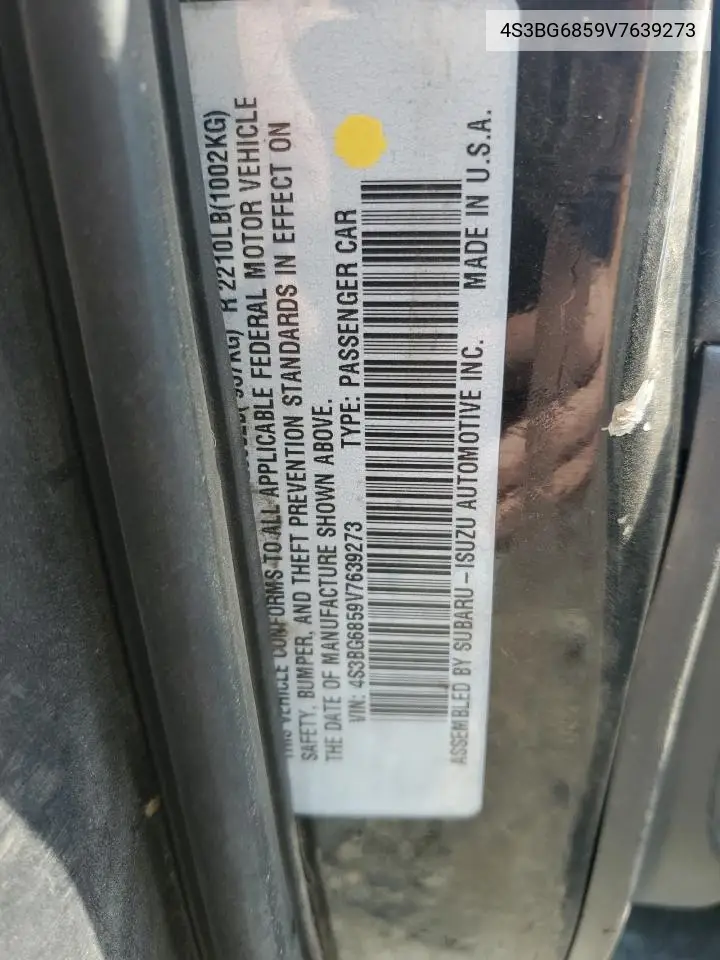 4S3BG6859V7639273
R 2210LB(1002KG)
VEHICLE CONFORMS TO ALL APPLICABLE FEDERAL MOTOR VEHICLE
SAFETY, BUMPER, AND THEFT PREVENTION STANDARDS IN EFFECT ON
THE DATE OF MANUFACTURE SHOWN ABOVE.
VIN: 4S3BG6859V7639273 TYPE: PASSENGER CAR
ASSEMBLED BY SUBARU-ISUZU AUTOMOTIVE INC. MADE IN U.S.A.